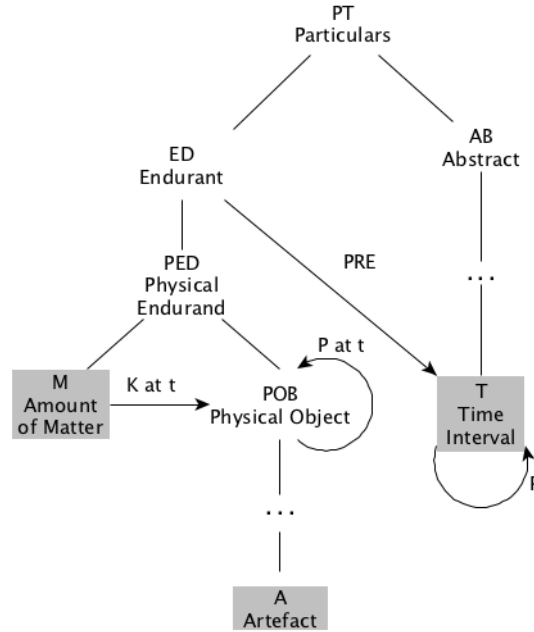 PT
Particulars
AB
Abstract
ED
Endurant
PRE
PED
Physical
Endurand
...
P at t
M
Amount
of Matter
K at t
POB
Physical Object
T
Time
Interval
...
A
Artefact